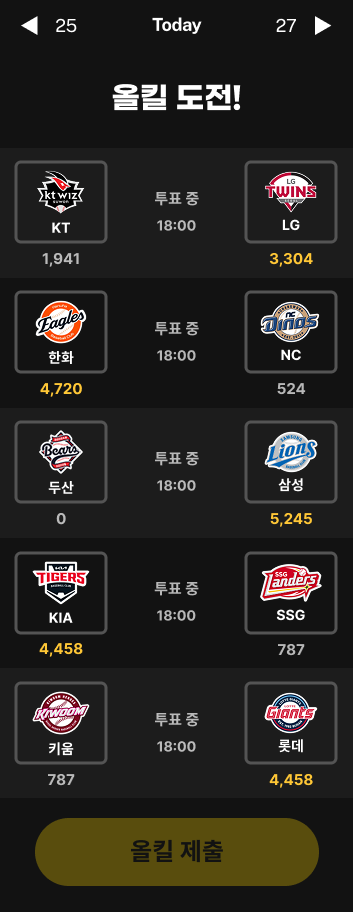 25 Today 27
올킬 도전!
kt wiz
SUWON
KT
1,941
투표 중
18:00
LG
TWINS
LG
3,304
Eagles
한화
4,720
투표 중
18:00
NC
Dinos
NC
524
Bears
두산
0
투표 중
18:00
SAMSUNG
Lions
삼성
5,245
KIA
TIGERS
KIA
4,458
투표 중
18:00
SSG
Landers
SSG
787
KIWOOM
키움
787
투표 중
18:00
Giants
롯데
4,458
올킬 제출